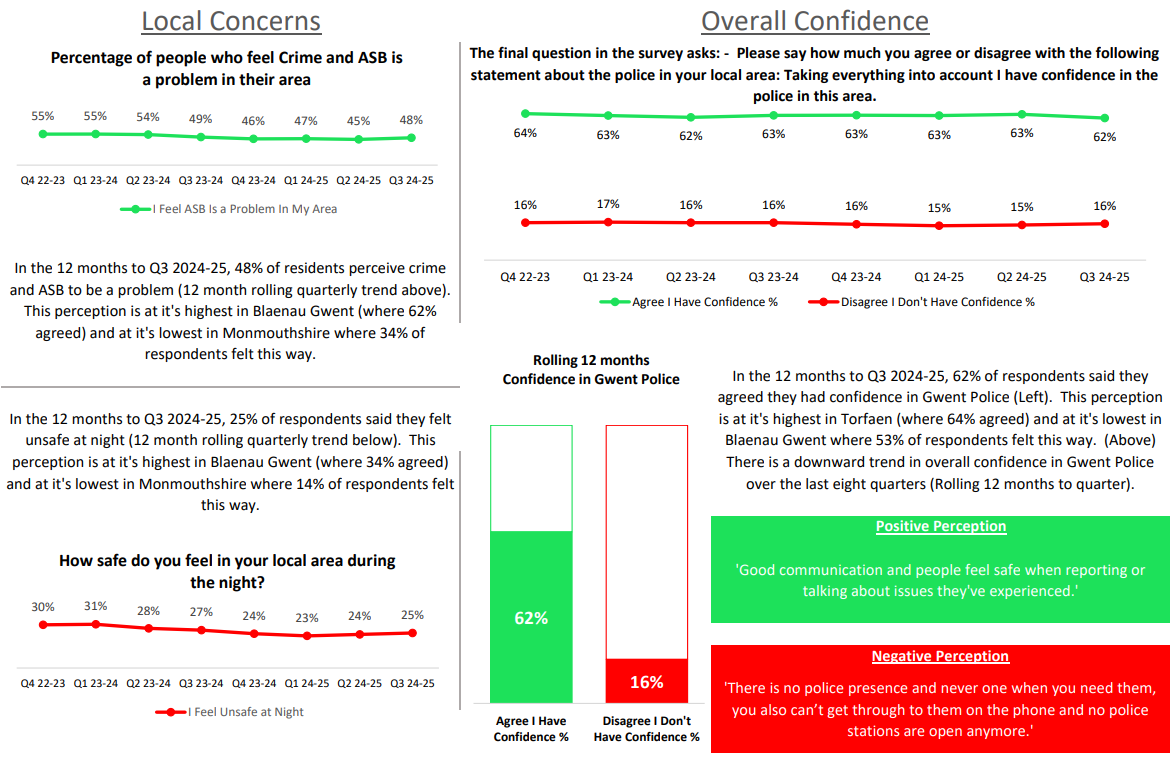 Local Concerns
Percentage of people who feel Crime and ASB is
a problem in their area
55% 55% 54% 49% 46% 47% 45% 48%
Q4 22-23 Q1 23-24 Q2 23-24 Q3 23-24 Q4 23-24 Q1 24-25 Q2 24-25 Q3 24-25
I Feel ASB Is a Problem In My Area
In the 12 months to Q3 2024-25, 48% of residents perceive crime
and ASB to be a problem (12 month rolling quarterly trend above).
This perception is at it's highest in Blaenau Gwent (where 62%
agreed) and at it's lowest in Monmouthshire where 34% of
respondents felt this way.
In the 12 months to Q3 2024-25, 25% of respondents said they felt
unsafe at night (12 month rolling quarterly trend below). This
perception is at it's highest in Blaenau Gwent (where 34% agreed)
and at it's lowest in Monmouthshire where 14% of respondents felt
this way.
How safe do you feel in your local area during
the night?
30% 31% 28% 27% 24% 23% 24% 25%
Q4 22-23 Q1 23-24 Q2 23-24 Q3 23-24 Q4 23-24 Q1 24-25 Q2 24-25 Q3 24-25
I Feel Unsafe at Night
Overall Confidence
The final question in the survey asks: - Please say how much you agree or disagree with the following
statement about the police in your local area: Taking everything into account I have confidence in the
police in this area.
64% 63% 62% 63% 63% 63% 63% 62%
16% 17% 16% 16% 16% 15% 15% 16%
Q4 22-23 Q1 23-24 Q2 23-24 Q3 23-24 Q4 23-24 Q1 24-25 Q2 24-25 Q3 24-25
Agree I Have Confidence % Disagree I Don't Have Confidence %
Rolling 12 months
Confidence in Gwent Police
62%
16%
Agree I Have
Confidence %
Disagree I Don't
Have Confidence %
In the 12 months to Q3 2024-25, 62% of respondents said they
agreed they had confidence in Gwent Police (Left). This perception
is at it's highest in Torfaen (where 64% agreed) and at it's lowest in
Blaenau Gwent where 53% of respondents felt this way. (Above)
There is a downward trend in overall confidence in Gwent Police
over the last eight quarters (Rolling 12 months to quarter).
Positive Perception
'Good communication and people feel safe when reporting or
talking about issues they've experienced.'
Negative Perception
'There is no police presence and never one when you need them,
you also can’t get through to them on the phone and no police
stations are open anymore.'